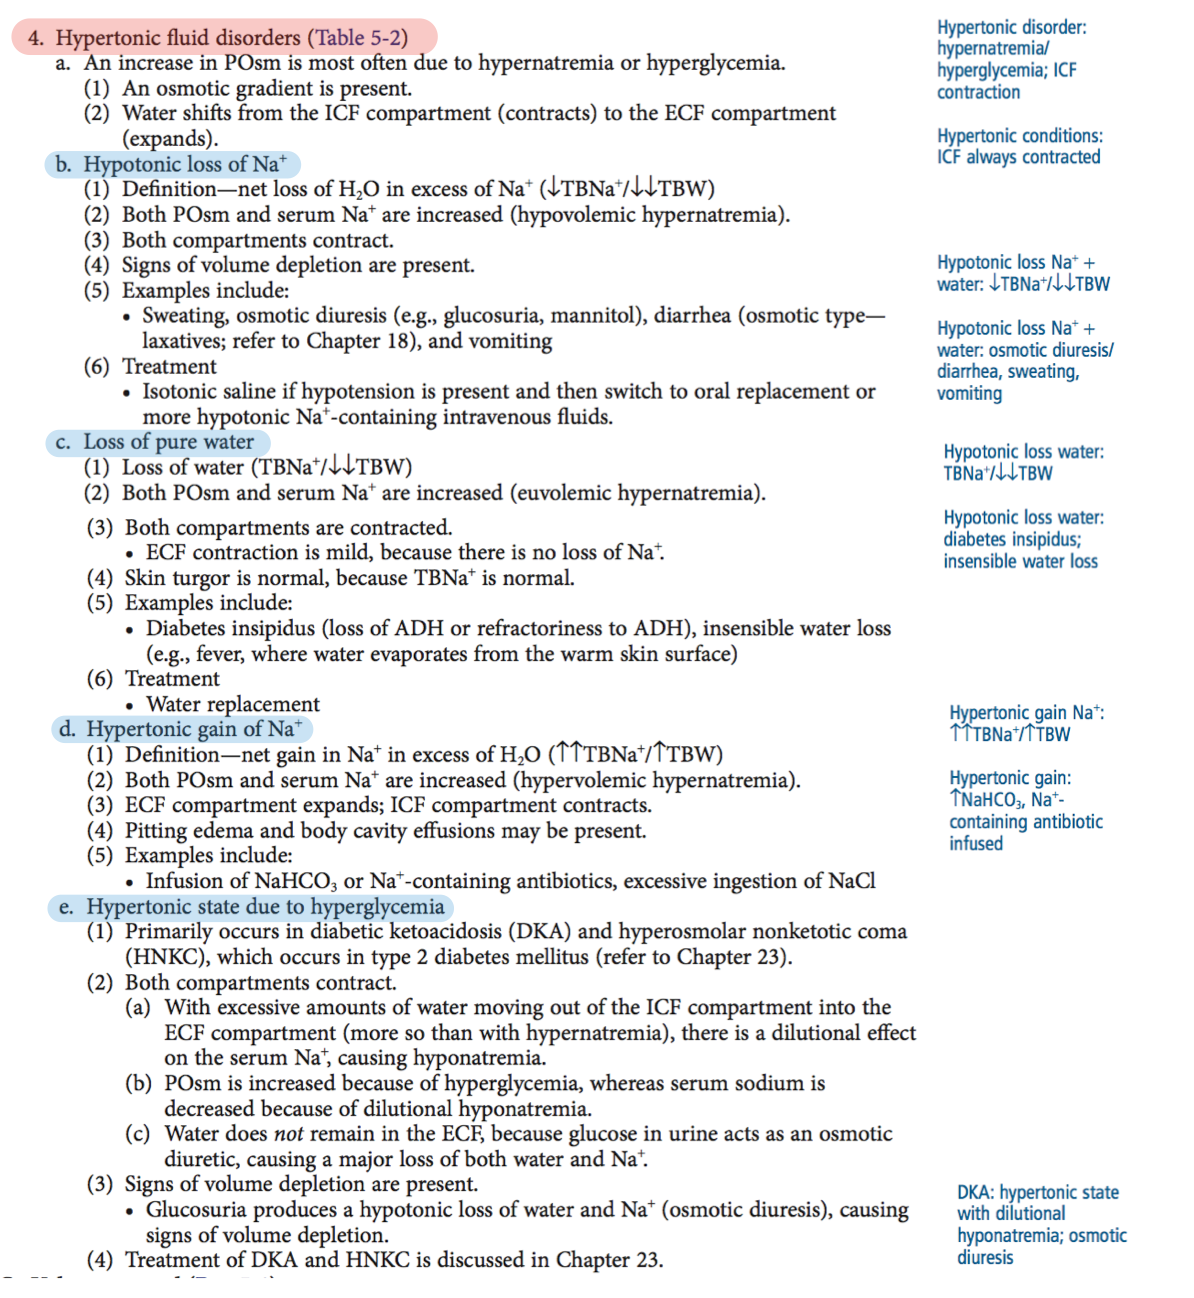 4. Hypertonic fluid disorders (Table 5-2)
a. An increase in POsm is most often due to hypernatremia or hyperglycemia.
(1) An osmotic gradient is present.
(2) Water shifts from the ICF compartment (contracts) to the ECF compartment
(expands).
b. Hypotonic loss of Na⁺
(1) Definition—net loss of H₂O in excess of Na⁺ (↓TBNa⁺/↓↓TBW)
(2) Both POsm and serum Na⁺ are increased (hypovolemic hypernatremia).
(3) Both compartments contract.
(4) Signs of volume depletion are present.
(5) Examples include:
• Sweating, osmotic diuresis (e.g., glucosuria, mannitol), diarrhea (osmotic type—
laxatives; refer to Chapter 18), and vomiting
(6) Treatment
• Isotonic saline if hypotension is present and then switch to oral replacement or
more hypotonic Na⁺-containing intravenous fluids.
c. Loss of pure water
(1) Loss of water (TBNa⁺/↓↓TBW)
(2) Both POsm and serum Na⁺ are increased (euvolemic hypernatremia).
(3) Both compartments are contracted.
• ECF contraction is mild, because there is no loss of Na⁺.
(4) Skin turgor is normal, because TBNa⁺ is normal.
(5) Examples include:
• Diabetes insipidus (loss of ADH or refractoriness to ADH), insensible water loss
(e.g., fever, where water evaporates from the warm skin surface)
(6) Treatment
• Water replacement
d. Hypertonic gain of Na⁺
(1) Definition—net gain in Na⁺ in excess of H₂O (↑↑TBNa⁺/↑TBW)
(2) Both POsm and serum Na⁺ are increased (hypervolemic hypernatremia).
(3) ECF compartment expands; ICF compartment contracts.
(4) Pitting edema and body cavity effusions may be present.
(5) Examples include:
• Infusion of NaHCO₃ or Na⁺-containing antibiotics, excessive ingestion of NaCl
e. Hypertonic state due to hyperglycemia
(1) Primarily occurs in diabetic ketoacidosis (DKA) and hyperosmolar nonketotic coma
(HNKC), which occurs in type 2 diabetes mellitus (refer to Chapter 23).
(2) Both compartments contract.
(a) With excessive amounts of water moving out of the ICF compartment into the
ECF compartment (more so than with hypernatremia), there is a dilutional effect
on the serum Na⁺, causing hyponatremia.
(b) POsm is increased because of hyperglycemia, whereas serum sodium is
decreased because of dilutional hyponatremia.
(c) Water does not remain in the ECF, because glucose in urine acts as an osmotic
diuretic, causing a major loss of both water and Na⁺.
(3) Signs of volume depletion are present.
• Glucosuria produces a hypotonic loss of water and Na⁺ (osmotic diuresis), causing
signs of volume depletion.
(4) Treatment of DKA and HNKC is discussed in Chapter 23.
Hypertonic disorder:
hypernatremia/
hyperglycemia; ICF
contraction
Hypertonic conditions:
ICF always contracted
Hypotonic loss Na⁺ +
water: ↓TBNa⁺/↓↓TBW
Hypotonic loss Na⁺ +
water: osmotic diuresis/
diarrhea, sweating,
vomiting
Hypotonic loss water:
TBNa⁺/↓↓TBW
Hypotonic loss water:
diabetes insipidus;
insensible water loss
Hypertonic gain Na⁺:
↑↑TBNa⁺/↑TBW
Hypertonic gain:
↑NaHCO₃, Na⁺-
containing antibiotic
infused
DKA: hypertonic state
with dilutional
hyponatremia; osmotic
diuresis